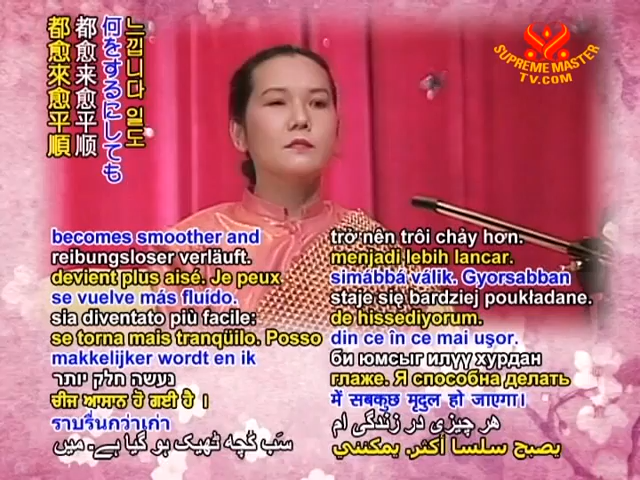 느낍니다 일도
何をするにしても
都愈来愈平顺
都愈來愈平順
SUPREME MASTER
TV.COM
becomes smoother and
reibungsloser verläuft.
devient plus aisé. Je peux
se vuelve más fluído.
sia diventato più facile:
se torna mais tranqüilo. Posso
makkelijker wordt en ik
נעשה חלק יותר
ਚੀਜ ਆਸਾਨ ਹੋ ਗਈ ਹੈ ।
ราบรื่นกว่าเก่า
سَب کُچھ ٹھیک ہو گیا ہے۔ میں
trở nên trôi chảy hơn.
menjadi lebih lancar.
simábbá válik. Gyorsabban
staje się bardziej poukładane.
de hissediyorum.
din ce în ce mai uşor.
би юмсыг илүү хурдан
глаже. Я способна делать
में सबकुछ मृदुल हो जाएगा।
هر چیزی در زندگی ام
يصبح سلسا أكثر. يمكنني